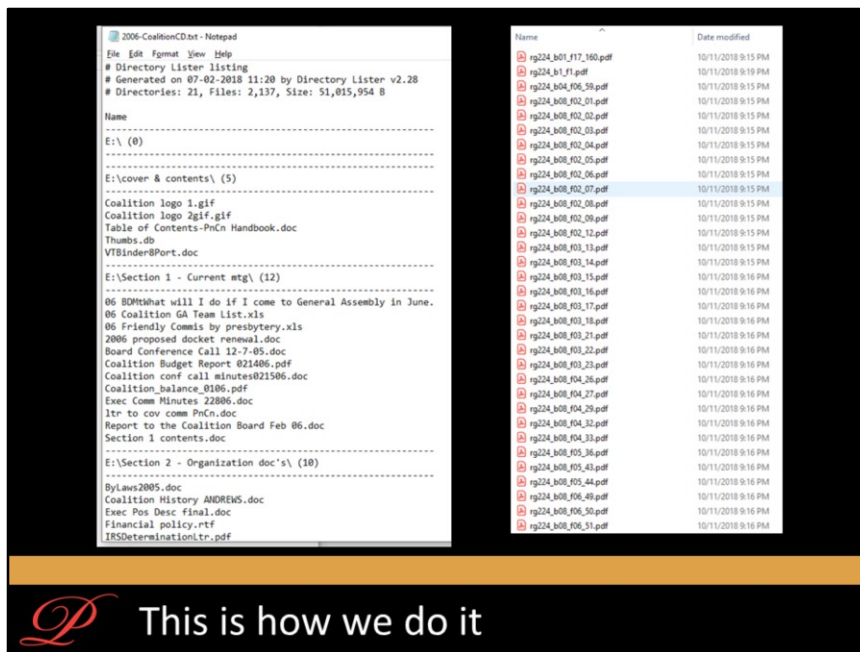 2006-CoalitionCD.txt - Notepad
File Edit Format View Help
# Directory Lister listing
# Generated on 07-02-2018 11:20 by Directory Lister v2.28
# Directories: 21, Files: 2,137, Size: 51,015,954 B
Name
--------------------------------------------------------------
E:\ (0)
--------------------------------------------------------------
--------------------------------------------------------------
E:\cover & contents\ (5)
--------------------------------------------------------------
Coalition logo 1.gif
Coalition logo 2gif.gif
Table of Contents-PnCn Handbook.doc
Thumbs.db
VTBinder8Port.doc
--------------------------------------------------------------
E:\Section 1 - Current mtg\ (12)
--------------------------------------------------------------
06 BDMtWhat will I do if I come to General Assembly in June.
06 Coalition GA Team List.xls
06 Friendly Commis by presbytery.xls
2006 proposed docket renewal.doc
Board Conference Call 12-7-05.doc
Coalition Budget Report 021406.pdf
Coalition conf call minutes021506.doc
Coalition_balance_0106.pdf
Exec Comm Minutes 22806.doc
ltr to cov comm PnCn.doc
Report to the Coalition Board Feb 06.doc
Section 1 contents.doc
--------------------------------------------------------------
E:\Section 2 - Organization doc's\ (10)
--------------------------------------------------------------
ByLaws2005.doc
Coalition History ANDREWS.doc
Exec Pos Desc final.doc
Financial policy.rtf
IRSDeterminationLtr.pdf
Name Date modified
rg224_b01_f17_160.pdf 10/11/2018 9:15 PM
rg224_b1_f1.pdf 10/11/2018 9:19 PM
rg224_b04_f06_59.pdf 10/11/2018 9:15 PM
rg224_b08_f02_01.pdf 10/11/2018 9:15 PM
rg224_b08_f02_02.pdf 10/11/2018 9:15 PM
rg224_b08_f02_03.pdf 10/11/2018 9:15 PM
rg224_b08_f02_04.pdf 10/11/2018 9:15 PM
rg224_b08_f02_05.pdf 10/11/2018 9:15 PM
rg224_b08_f02_06.pdf 10/11/2018 9:15 PM
rg224_b08_f02_07.pdf 10/11/2018 9:15 PM
rg224_b08_f02_08.pdf 10/11/2018 9:15 PM
rg224_b08_f02_09.pdf 10/11/2018 9:15 PM
rg224_b08_f02_12.pdf 10/11/2018 9:15 PM
rg224_b08_f03_13.pdf 10/11/2018 9:15 PM
rg224_b08_f03_14.pdf 10/11/2018 9:15 PM
rg224_b08_f03_15.pdf 10/11/2018 9:16 PM
rg224_b08_f03_16.pdf 10/11/2018 9:16 PM
rg224_b08_f03_17.pdf 10/11/2018 9:16 PM
rg224_b08_f03_18.pdf 10/11/2018 9:16 PM
rg224_b08_f03_21.pdf 10/11/2018 9:16 PM
rg224_b08_f03_22.pdf 10/11/2018 9:16 PM
rg224_b08_f03_23.pdf 10/11/2018 9:16 PM
rg224_b08_f04_26.pdf 10/11/2018 9:16 PM
rg224_b08_f04_27.pdf 10/11/2018 9:16 PM
rg224_b08_f04_29.pdf 10/11/2018 9:16 PM
rg224_b08_f04_32.pdf 10/11/2018 9:16 PM
rg224_b08_f04_33.pdf 10/11/2018 9:16 PM
rg224_b08_f05_36.pdf 10/11/2018 9:16 PM
rg224_b08_f05_43.pdf 10/11/2018 9:16 PM
rg224_b08_f05_44.pdf 10/11/2018 9:16 PM
rg224_b08_f06_49.pdf 10/11/2018 9:16 PM
rg224_b08_f06_50.pdf 10/11/2018 9:16 PM
rg224_b08_f06_51.pdf 10/11/2018 9:16 PM
P This is how we do it